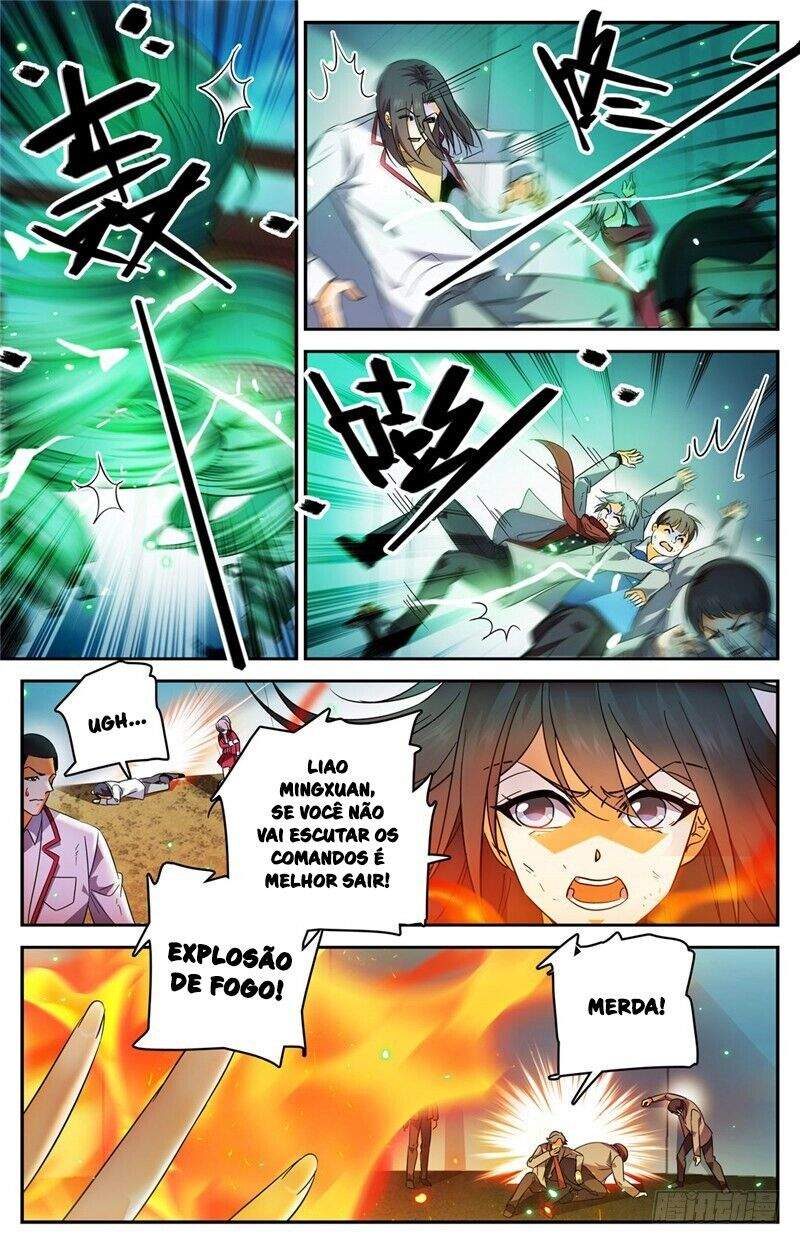 轰
咚
嘭
UGH...
LIAO
MINGXUAN,
SE VOCÊ NÃO
VAI ESCUTAR OS
COMANDOS É
MELHOR SAIR!
EXPLOSÃO
DE FOGO!
MERDA!
腾讯动漫